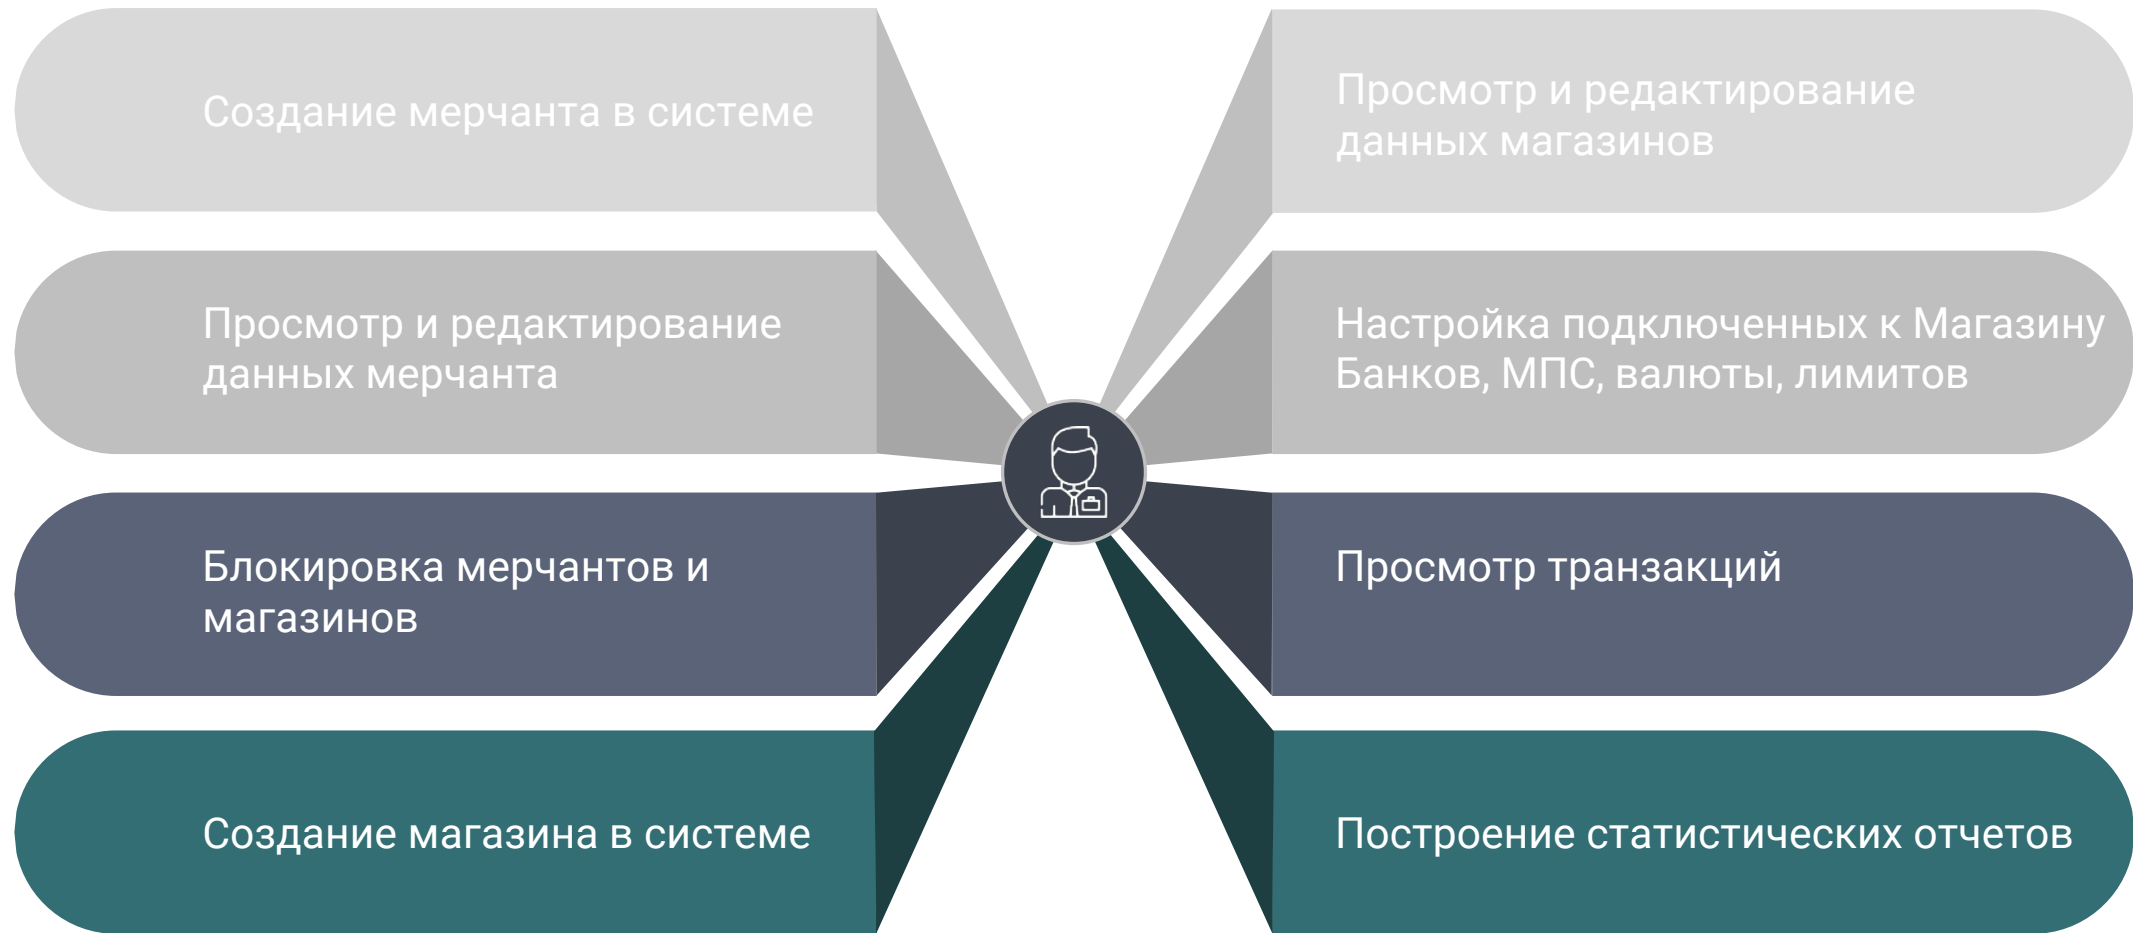 Создание мерчанта в системе
Просмотр и редактирование
данных мерчанта
Блокировка мерчантов и
магазинов
Создание магазина в системе
Просмотр и редактирование
данных магазинов
Настройка подключенных к Магазину
Банков, МПС, валюты, лимитов
Просмотр транзакций
Построение статистических отчетов